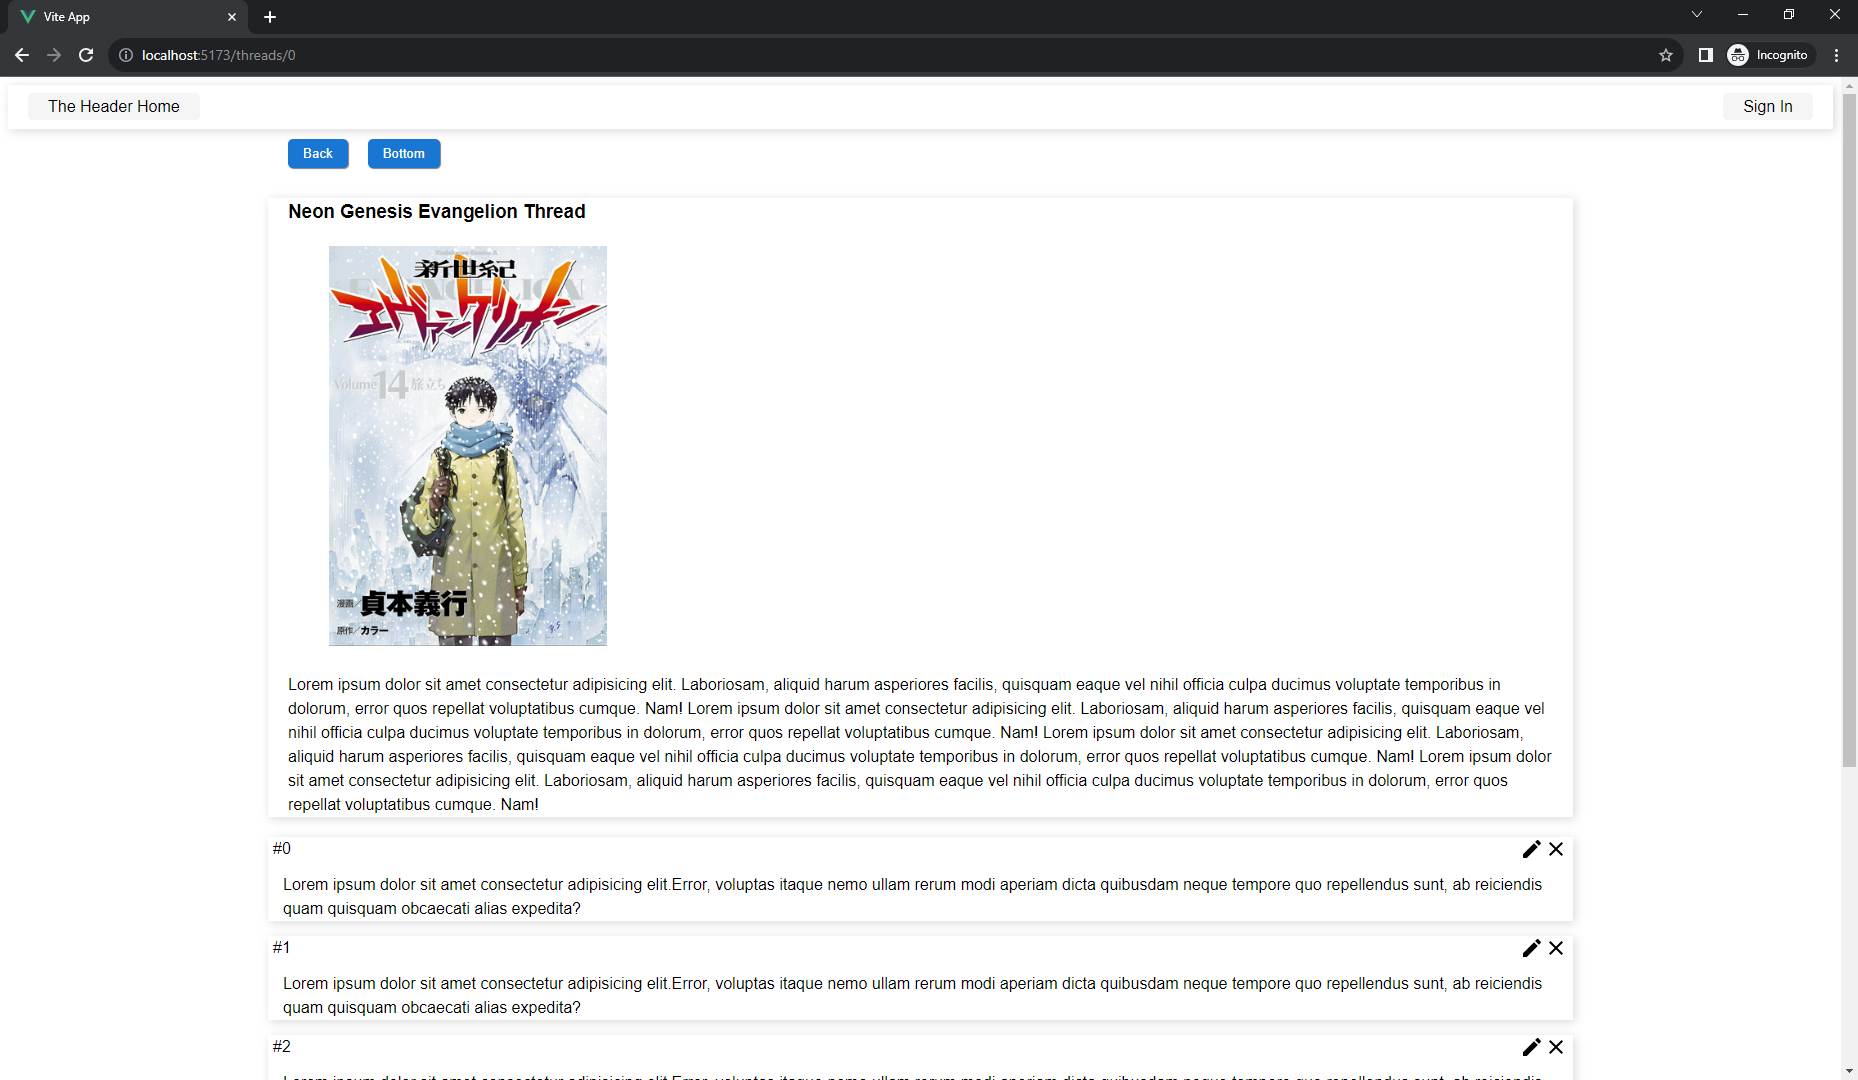 Vite App
localhost:5173/threads/0
Incognito
The Header Home
Sign In
Back
Bottom
Neon Genesis Evangelion Thread
新世紀
EVANGELION
エヴァンゲリオン
Volume 14 旅立ち
漫画/貞本義行
原作/カラー
Lorem ipsum dolor sit amet consectetur adipisicing elit. Laboriosam, aliquid harum asperiores facilis, quisquam eaque vel nihil officia culpa ducimus voluptate temporibus in
dolorum, error quos repellat voluptatibus cumque. Nam! Lorem ipsum dolor sit amet consectetur adipisicing elit. Laboriosam, aliquid harum asperiores facilis, quisquam eaque vel
nihil officia culpa ducimus voluptate temporibus in dolorum, error quos repellat voluptatibus cumque. Nam! Lorem ipsum dolor sit amet consectetur adipisicing elit. Laboriosam,
aliquid harum asperiores facilis, quisquam eaque vel nihil officia culpa ducimus voluptate temporibus in dolorum, error quos repellat voluptatibus cumque. Nam! Lorem ipsum dolor
sit amet consectetur adipisicing elit. Laboriosam, aliquid harum asperiores facilis, quisquam eaque vel nihil officia culpa ducimus voluptate temporibus in dolorum, error quos
repellat voluptatibus cumque. Nam!
#0
Lorem ipsum dolor sit amet consectetur adipisicing elit.Error, voluptas itaque nemo ullam rerum modi aperiam dicta quibusdam neque tempore quo repellendus sunt, ab reiciendis
quam quisquam obcaecati alias expedita?
#1
Lorem ipsum dolor sit amet consectetur adipisicing elit.Error, voluptas itaque nemo ullam rerum modi aperiam dicta quibusdam neque tempore quo repellendus sunt, ab reiciendis
quam quisquam obcaecati alias expedita?
#2